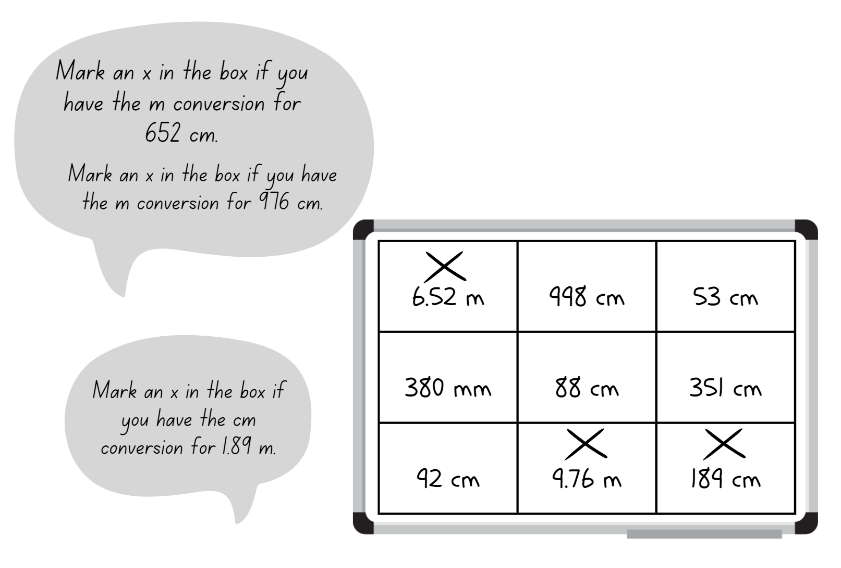 Mark an x in the box if you
have the m conversion for
652 cm.
Mark an x in the box if you have
the m conversion for 976 cm.
Mark an x in the box if
you have the cm
conversion for 1.89 m.
X
6.52 m 998 cm 53 cm
380 mm 88 cm 351 cm
X X
92 cm 9.76 m 189 cm